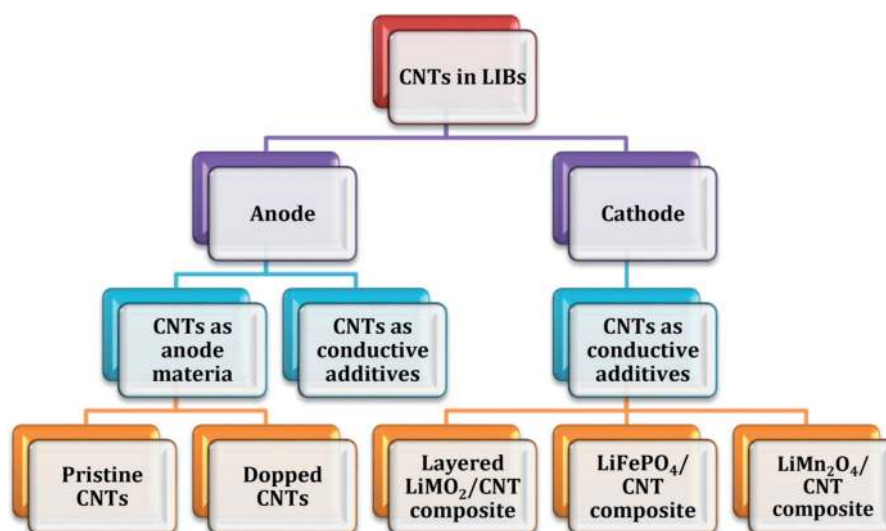 CNTs in LIBs
Anode
Cathode
CNTs as
anode
materia
CNTs as
conductive
additives
CNTs as
conductive
additives
Pristine
CNTs
Dopped
CNTs
Layered
LiMO₂/CNT
composite
LiFePO₄/
CNT
composite
LiMn₂O₄/
CNT
composite